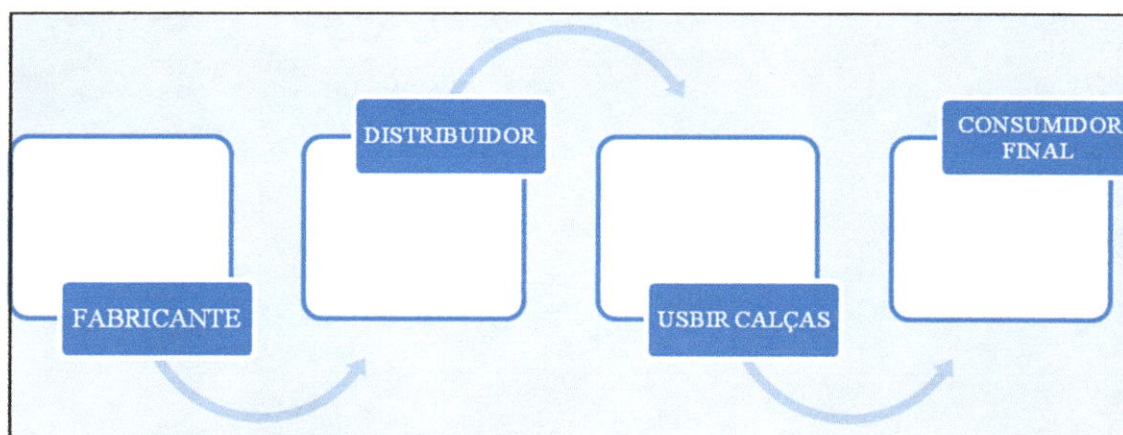 FABRICANTE
DISTRIBUIDOR
USBIR CALÇAS
CONSUMIDOR
FINAL